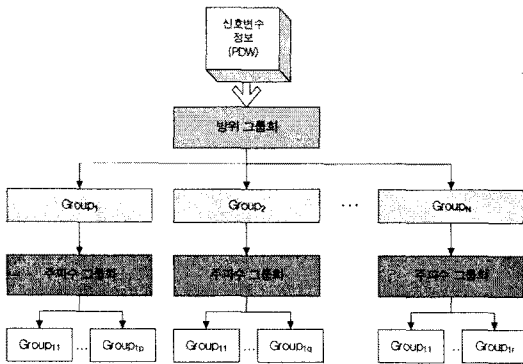 신호변수
정보
(PDW)
방위 그룹화
Group₁
Group₂
...
Group_N
주파수 그룹화
주파수 그룹화
주파수 그룹화
Group₁₁
...
Group₁ₚ
Group₁₁
...
Group₁q
Group₁₁
...
Group₁ᵣ